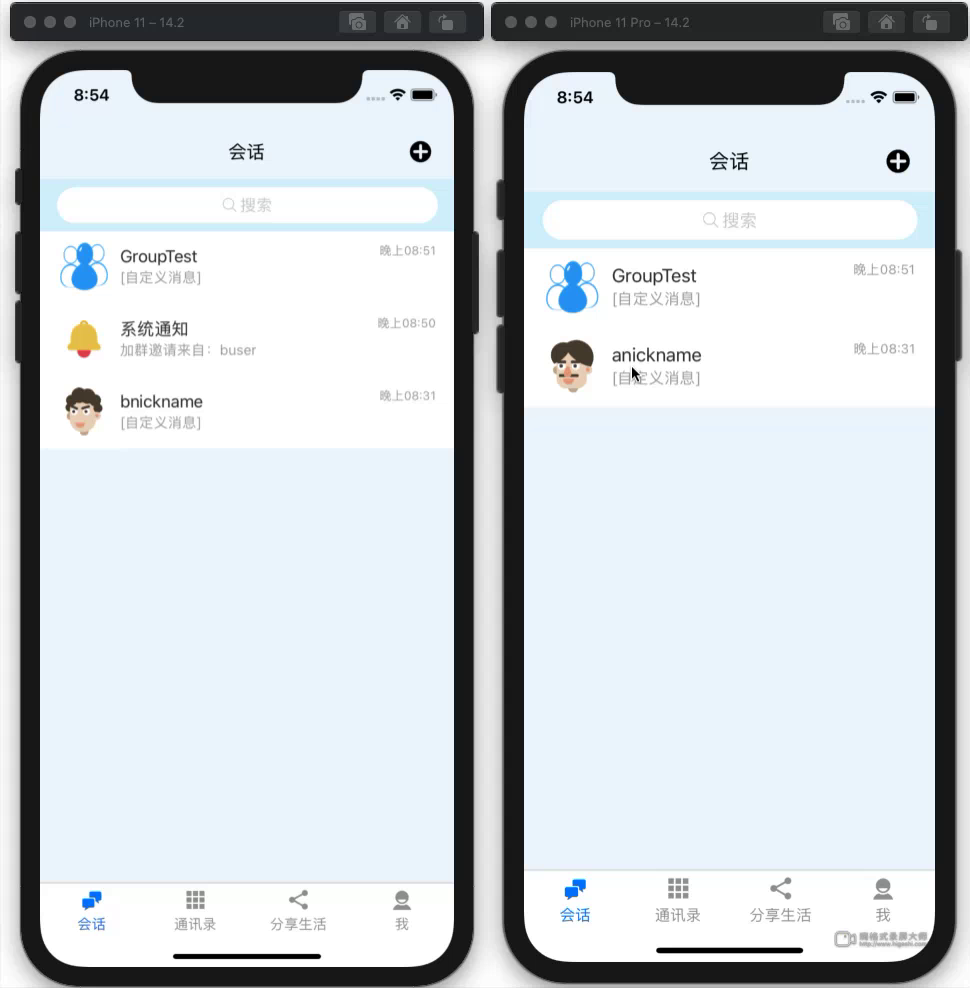 iPhone 11 – 14.2
8:54
会话
搜索
GroupTest
晚上08:51
[自定义消息]
系统通知
晚上08:50
加群邀请来自：buser
bnickname
晚上08:31
[自定义消息]
会话
通讯录
分享生活
我
iPhone 11 Pro – 14.2
8:54
会话
搜索
GroupTest
晚上08:51
[自定义消息]
anickname
晚上08:31
[自定义消息]
会话
通讯录
分享生活
我